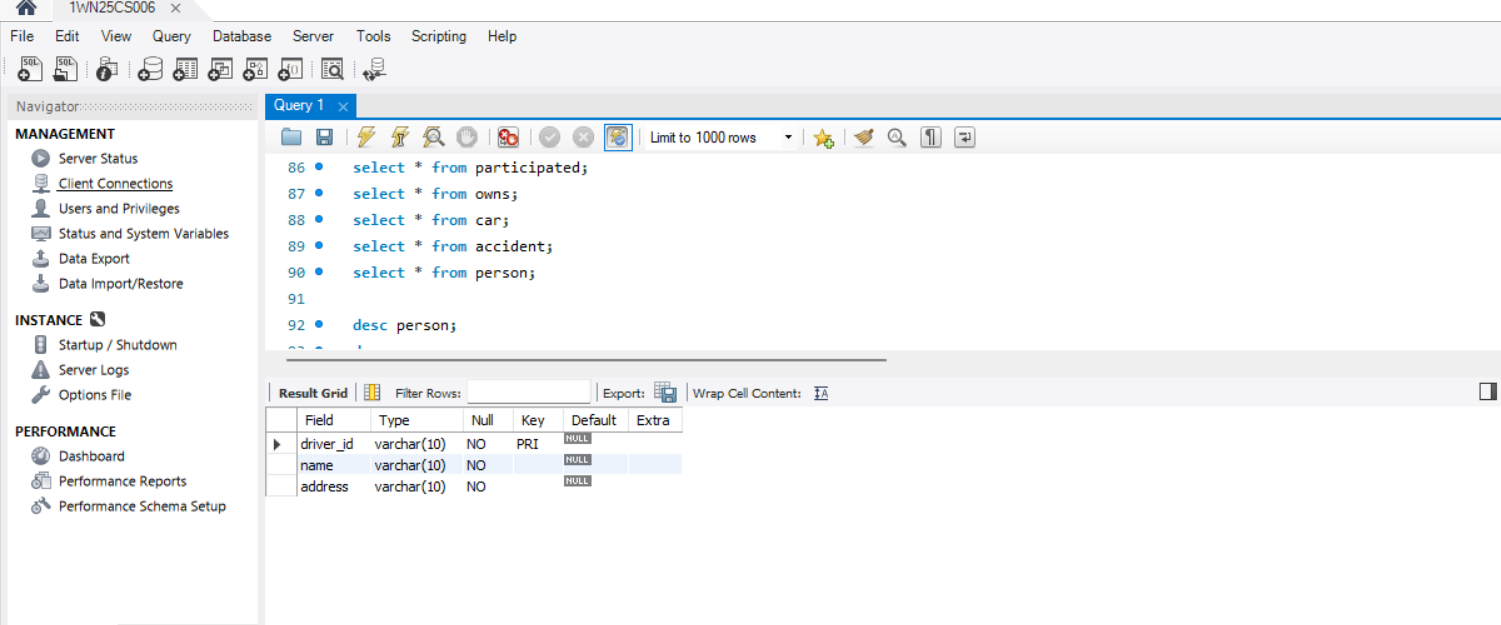 1WN25CS006 ×
File Edit View Query Database Server Tools Scripting Help
Navigator
MANAGEMENT
Server Status
Client Connections
Users and Privileges
Status and System Variables
Data Export
Data Import/Restore
INSTANCE
Startup / Shutdown
Server Logs
Options File
PERFORMANCE
Dashboard
Performance Reports
Performance Schema Setup
Query 1 ×
Limit to 1000 rows
86 select * from participated;
87 select * from owns;
88 select * from car;
89 select * from accident;
90 select * from person;
91
92 desc person;
Result Grid Filter Rows: Export: Wrap Cell Content:
Field Type Null Key Default Extra
driver_id varchar(10) NO PRI NULL
name varchar(10) NO NULL
address varchar(10) NO NULL